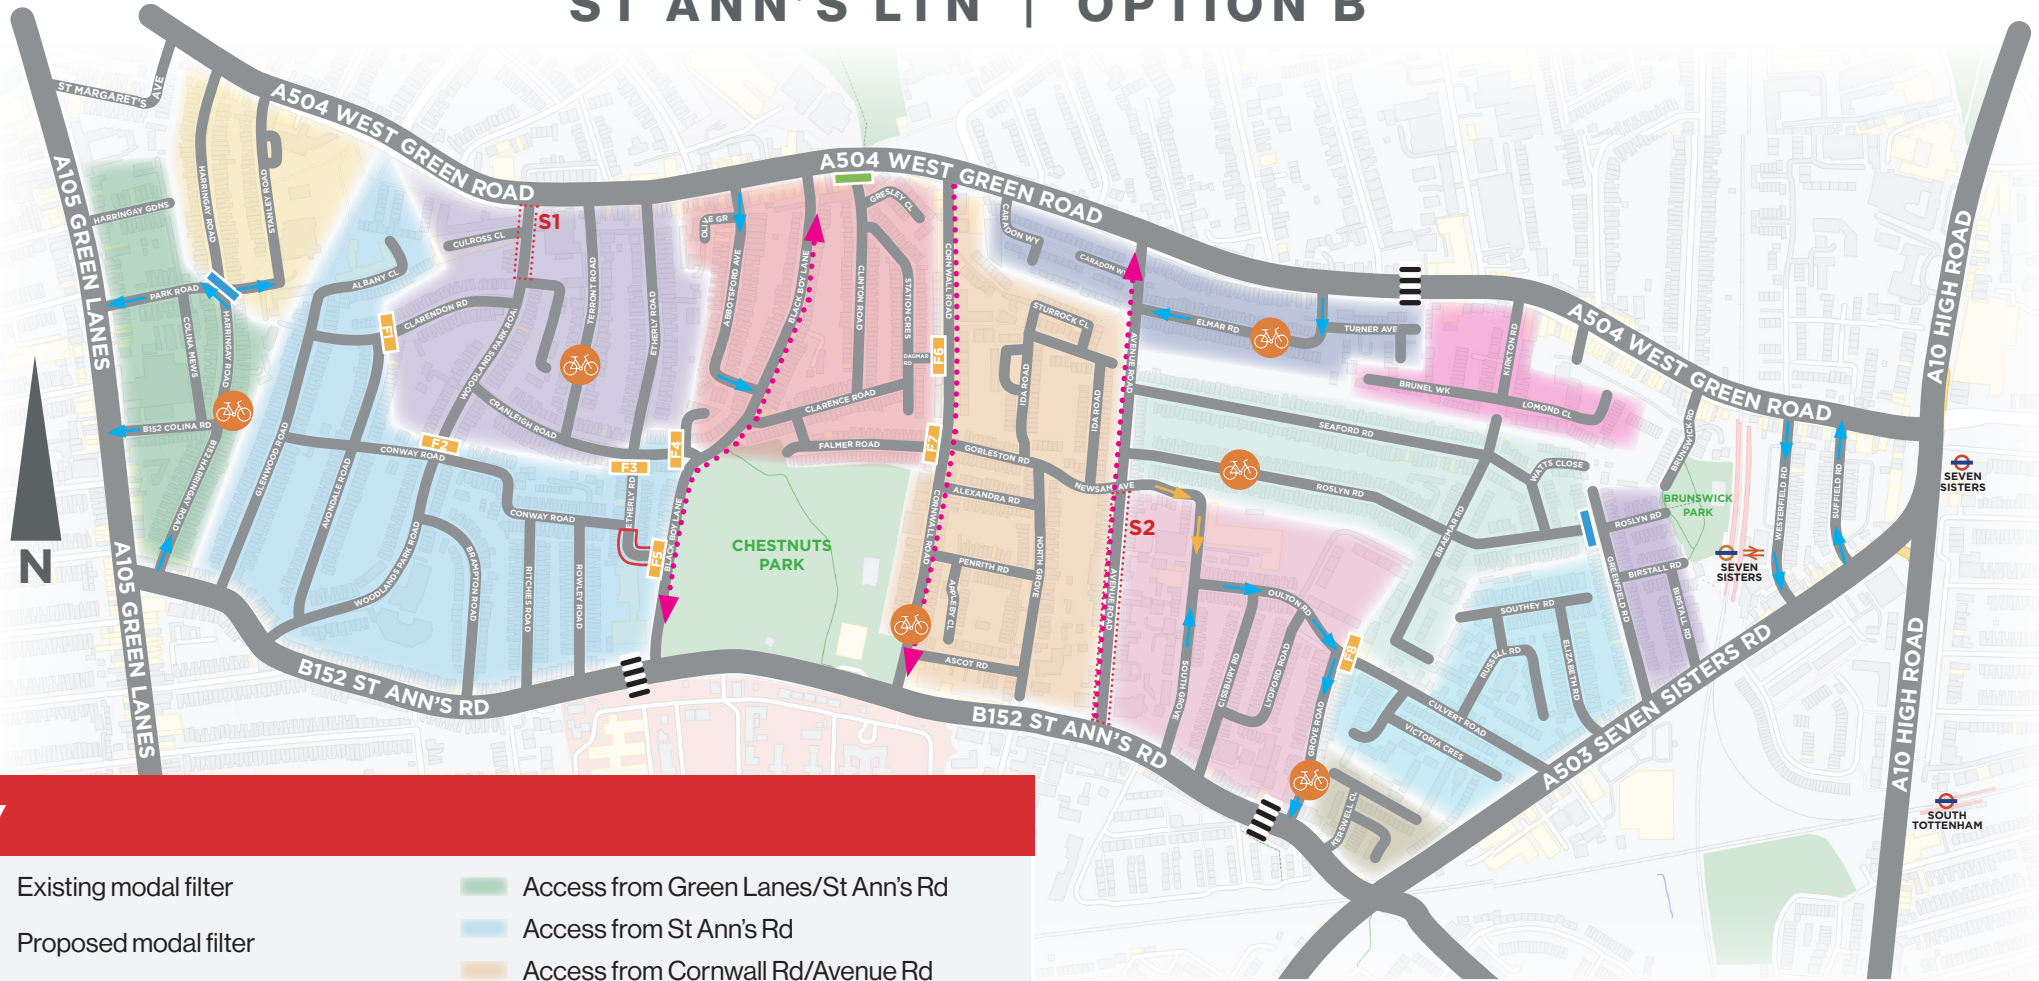 ST ANN'S LTN | OPTION B
ST MARGARET'S AVE
A504 WEST GREEN ROAD
A504 WEST GREEN ROAD
A504 WEST GREEN ROAD
A105 GREEN LANES
A105 GREEN LANES
A10 HIGH ROAD
A10 HIGH ROAD
B152 ST ANN'S RD
B152 ST ANN'S RD
A503 SEVEN SISTERS RD
HARRINGAY GDNS
HARRINGAY ROAD
STANLEY ROAD
PARK ROAD
COLINA MEWS
HARRINGAY ROAD
B152 COLINA RD
B152 HARRINGAY ROAD
ALBANY CL
F1
CLARENDON RD
CULROSS CL
S1
WOODLANDS PARK ROAD
TERRONT ROAD
ETHERLY ROAD
CRANLEIGH ROAD
GLENWOOD ROAD
AVONDALE ROAD
CONWAY ROAD
F2
F3
F4
F5
CONWAY ROAD
ETHERLY RD
WOODLANDS PARK ROAD
BRAMPTON ROAD
RITCHIES ROAD
ROWLEY ROAD
BLACK BOY LANE
OLLIE GR
ABBOTSFORD AVE
BLACK BOY LANE
CLINTON ROAD
GRESLEY CL
STATION CRES
DAGMAR
RD
CLARENCE ROAD
FALMER ROAD
CORNWALL ROAD
F6
F7
CHESTNUTS
PARK
CORNWALL ROAD
GORLESTON RD
ALEXANDRA RD
PENRITH RD
APPLEBY CL
ASCOT RD
NORTH GROVE
IDA ROAD
IDA ROAD
STURROCK CL
CARADON WY
CARADON WY
AVENUE ROAD
NEWSAM AVE
S2
AVENUE ROAD
ELMAR RD
TURNER AVE
KIRKTON RD
BRUNEL WK
LOMOND CL
SEAFORD RD
ROSLYN RD
WATTS CLOSE
BRAEMAR RD
BRUNSWICK RD
BRUNSWICK
PARK
ROSLYN RD
BIRSTALL RD
BIRSTALL RD
GREENFIELD RD
WESTERFIELD RD
SUFFIELD RD
SEVEN
SISTERS
SEVEN
SISTERS
SOUTH
TOTTENHAM
SOUTH GROVE
CISSBURY RD
LYDFORD ROAD
OULTON RD
F8
GROVE ROAD
SOUTHEY RD
RUSSELL RD
ELIZABETH RD
CULVERT ROAD
VICTORIA CRES
KERSWELL CL
N
Existing modal filter
Proposed modal filter
Access from Green Lanes/St Ann's Rd
Access from St Ann's Rd
Access from Cornwall Rd/Avenue Rd